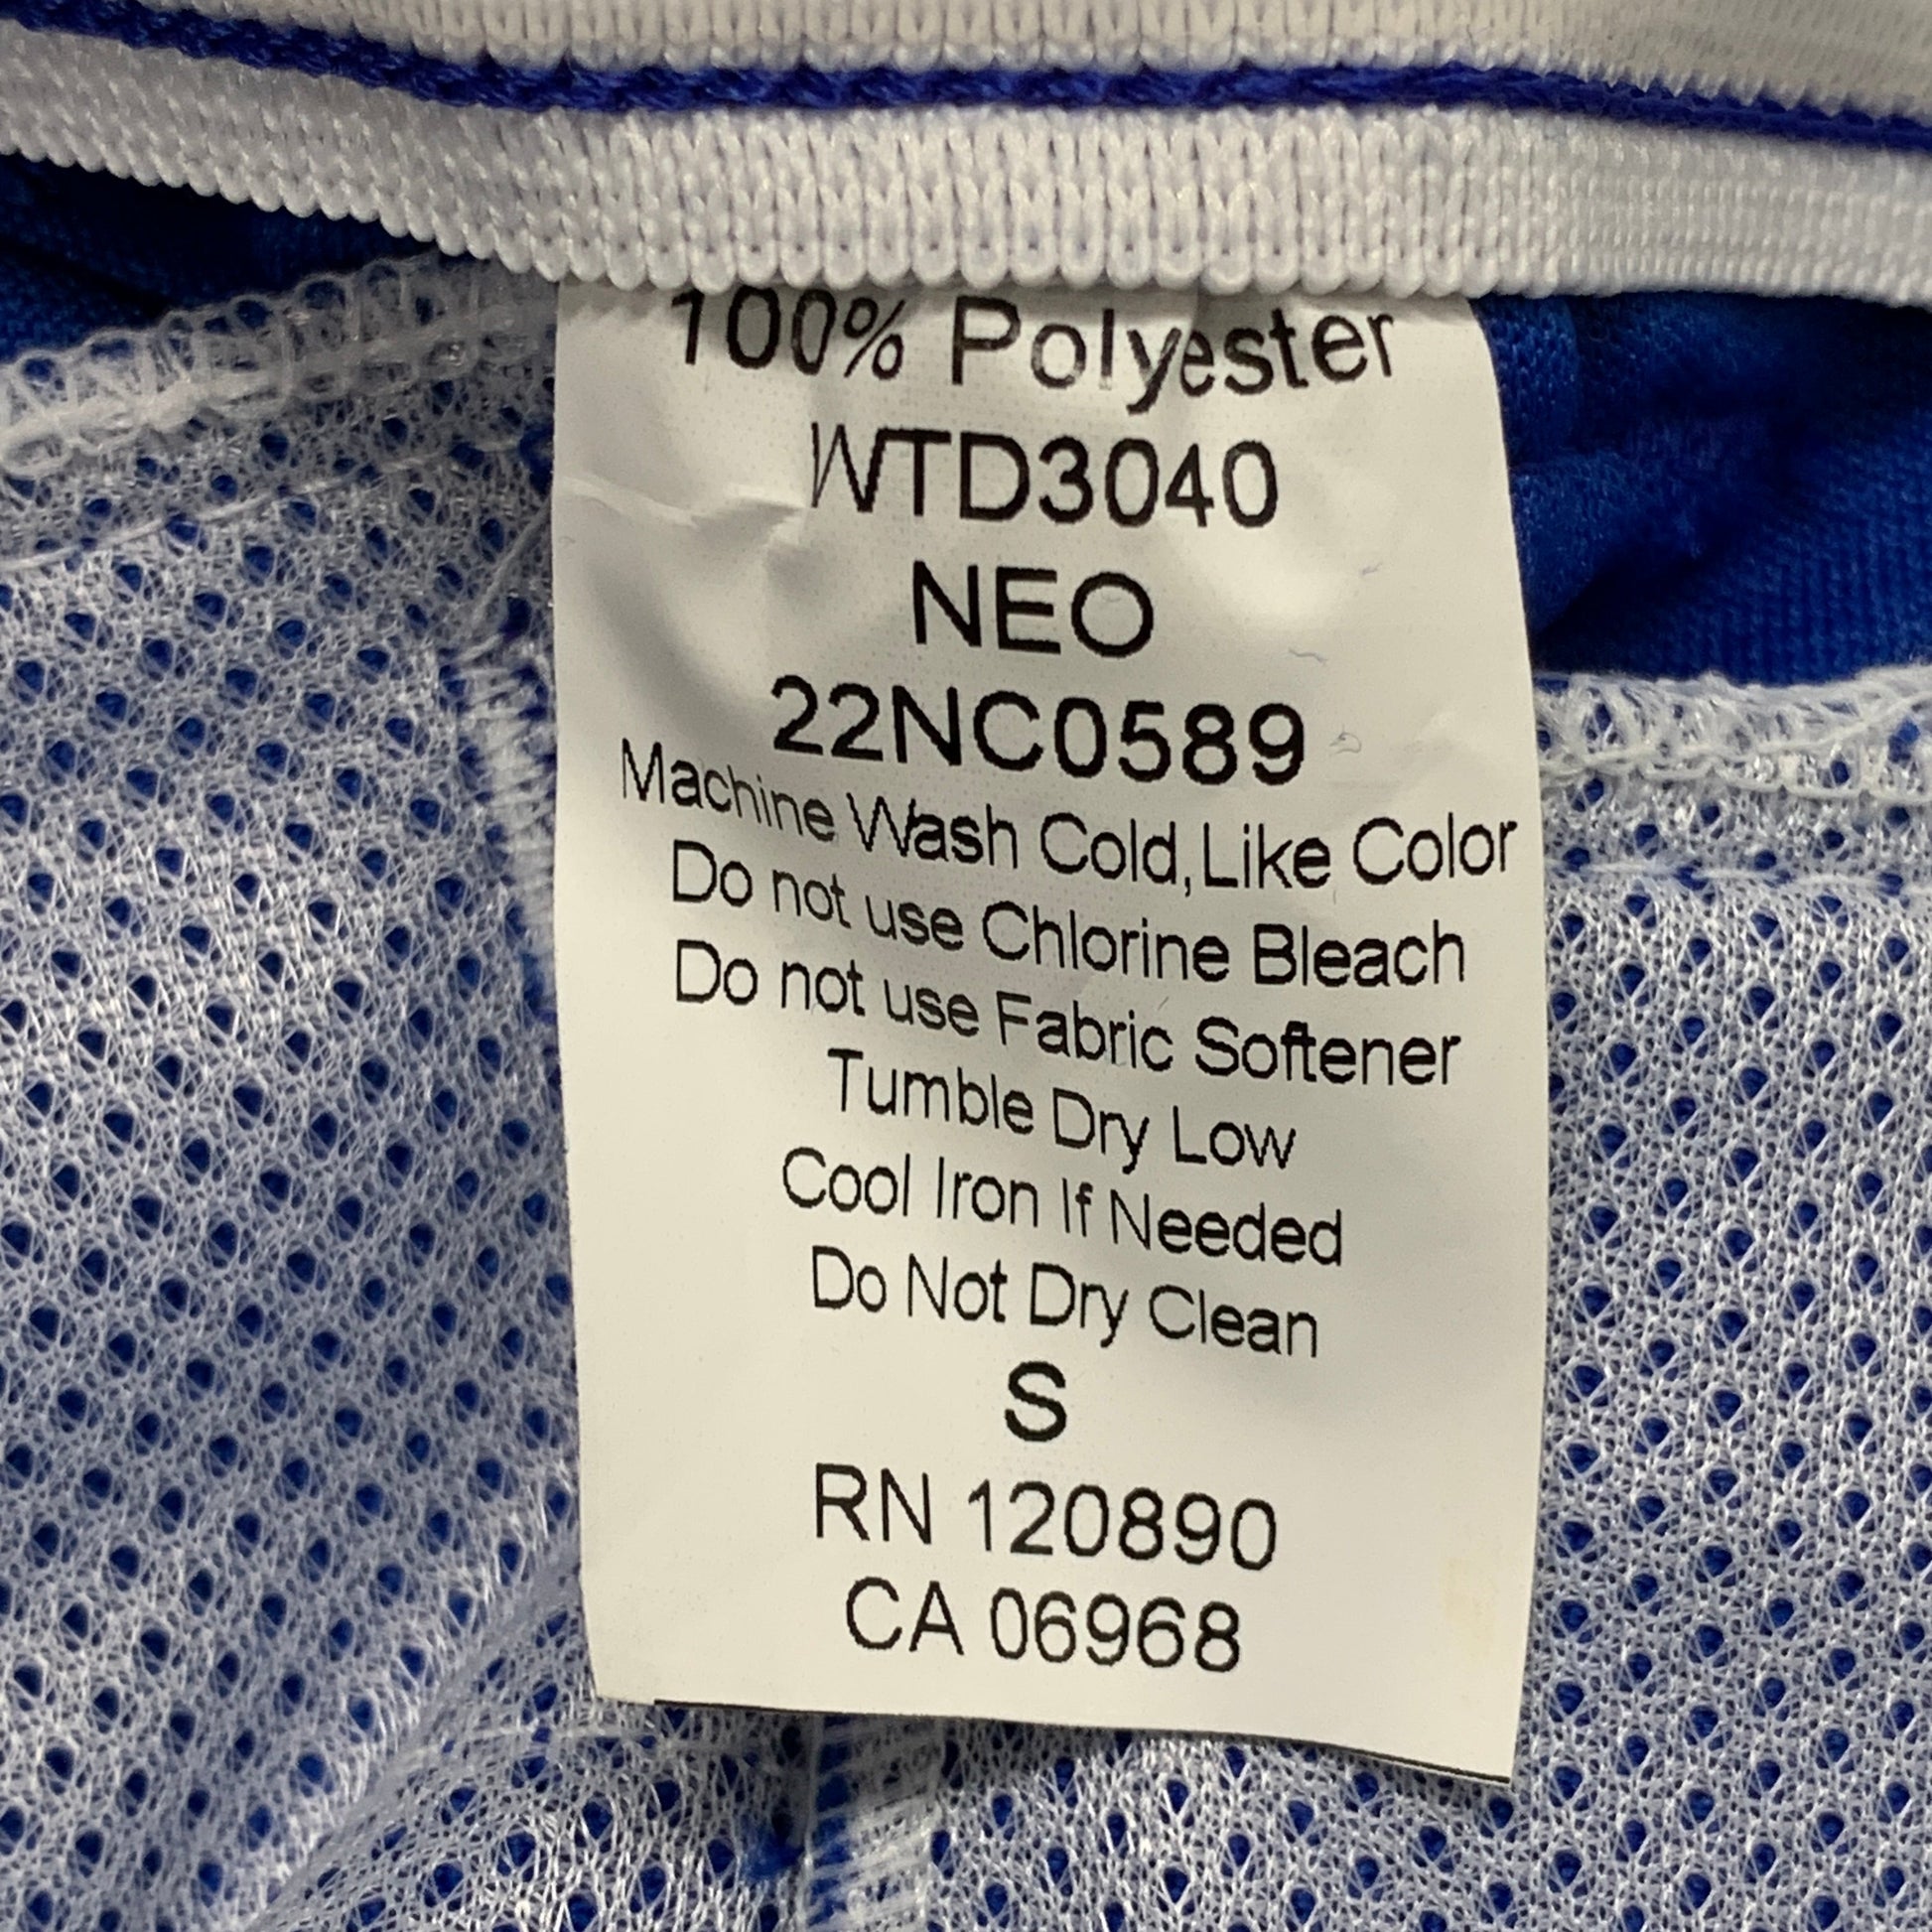 100% Polyester
WTD3040
NEO
22NC0589
Machine Wash Cold,Like Color
Do not use Chlorine Bleach
Do not use Fabric Softener
Tumble Dry Low
Cool Iron If Needed
Do Not Dry Clean
S
RN 120890
CA 06968